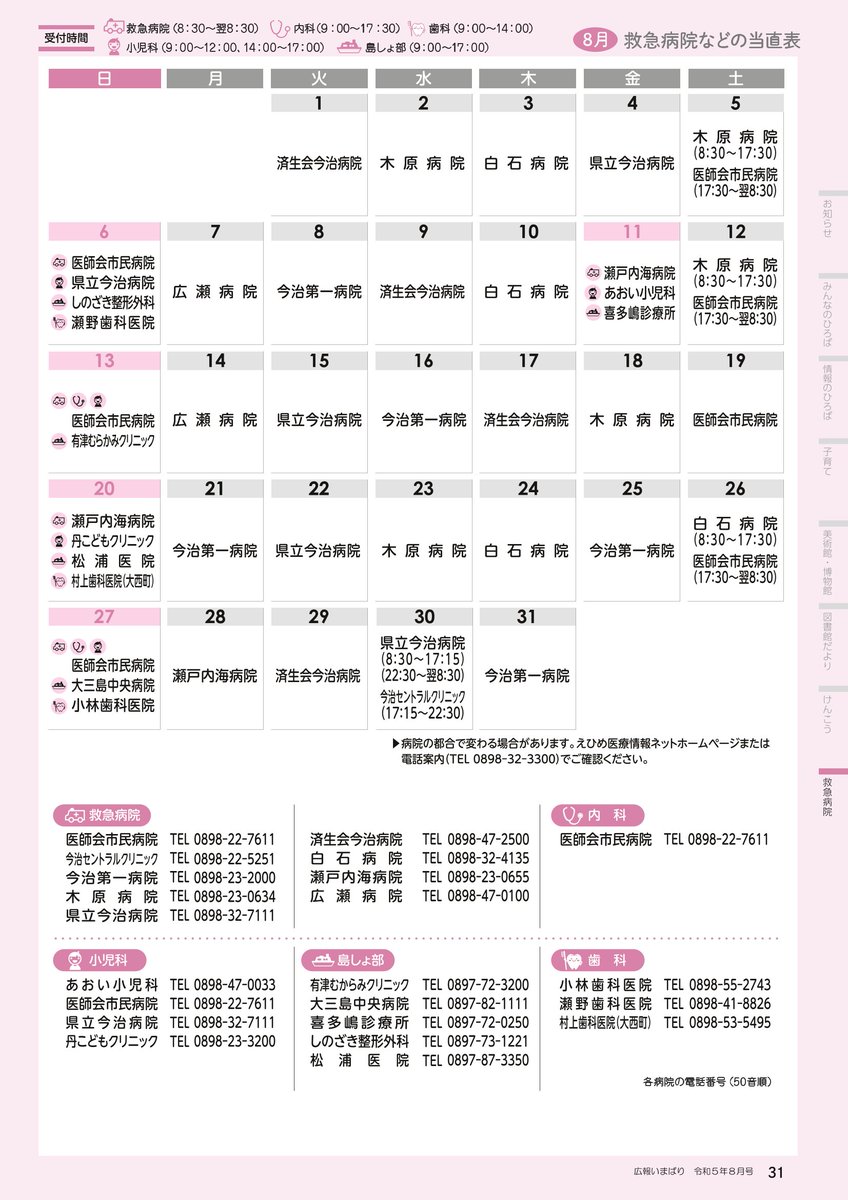 受付時間
救急病院（8：30～翌8：30） 内科（9：00～17：30） 歯科（9：00～14：00）
小児科（9：00～12：00、14：00～17：00） 島しょ部（9：00～17：00）
8月 救急病院などの当直表
日 月 火 水 木 金 土
1 2 3 4 5
済生会今治病院
木原病院
白石病院
県立今治病院
木原病院
(8:30～17:30)
医師会市民病院
(17:30～翌8:30)
6 7 8 9 10 11 12
医師会市民病院
県立今治病院
しのざき整形外科
瀬野歯科医院
広瀬病院
今治第一病院
済生会今治病院
白石病院
瀬戸内海病院
あおい小児科
喜多嶋診療所
木原病院
(8:30～17:30)
医師会市民病院
(17:30～翌8:30)
13 14 15 16 17 18 19
医師会市民病院
有津むらかみクリニック
広瀬病院
県立今治病院
今治第一病院
済生会今治病院
木原病院
医師会市民病院
20 21 22 23 24 25 26
瀬戸内海病院
丹こどもクリニック
松浦医院
村上歯科医院(大西町)
今治第一病院
県立今治病院
木原病院
白石病院
今治第一病院
白石病院
(8:30～17:30)
医師会市民病院
(17:30～翌8:30)
27 28 29 30 31
医師会市民病院
大三島中央病院
小林歯科医院
瀬戸内海病院
済生会今治病院
県立今治病院
(8:30～17:15)
(22:30～翌8:30)
今治セントラルクリニック
(17:15～22:30)
今治第一病院
▶病院の都合で変わる場合があります。えひめ医療情報ネットホームページまたは
電話案内(TEL 0898-32-3300)でご確認ください。
救急病院
医師会市民病院 TEL 0898-22-7611
今治セントラルクリニック TEL 0898-22-5251
今治第一病院 TEL 0898-23-2000
木原病院 TEL 0898-23-0634
県立今治病院 TEL 0898-32-7111
済生会今治病院 TEL 0898-47-2500
白石病院 TEL 0898-32-4135
瀬戸内海病院 TEL 0898-23-0655
広瀬病院 TEL 0898-47-0100
内科
医師会市民病院 TEL 0898-22-7611
小児科
あおい小児科 TEL 0898-47-0033
医師会市民病院 TEL 0898-22-7611
県立今治病院 TEL 0898-32-7111
丹こどもクリニック TEL 0898-23-3200
島しょ部
有津むからみクリニック TEL 0897-72-3200
大三島中央病院 TEL 0897-82-1111
喜多嶋診療所 TEL 0897-72-0250
しのざき整形外科 TEL 0897-73-1221
松浦医院 TEL 0897-87-3350
歯科
小林歯科医院 TEL 0898-55-2743
瀬野歯科医院 TEL 0898-41-8826
村上歯科医院(大西町) TEL 0898-53-5495
各病院の電話番号（50音順）
お知らせ
みんなのひろば
情報のひろば
子育て
美術館・博物館
図書館だより
けんこう
救急病院
広報いまばり 令和5年8月号 31